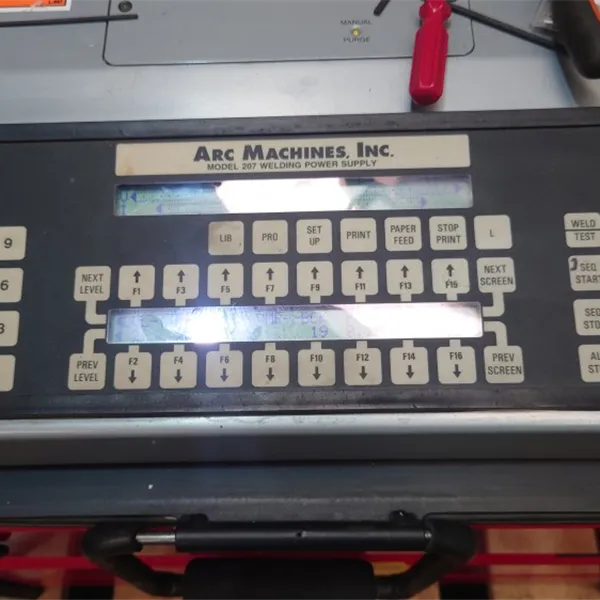 MANUAL
PURGE
ARC MACHINES, INC.
MODEL 207 WELDING POWER SUPPLY
9
LIB PRO SET UP PRINT PAPER FEED STOP PRINT L
WELD
TEST
6
NEXT LEVEL F1 F3 F5 F7 F9 F11 F13 F15 NEXT SCREEN
SEQ
START
19
PREV LEVEL F2 F4 F6 F8 F10 F12 F14 F16 PREV SCREEN